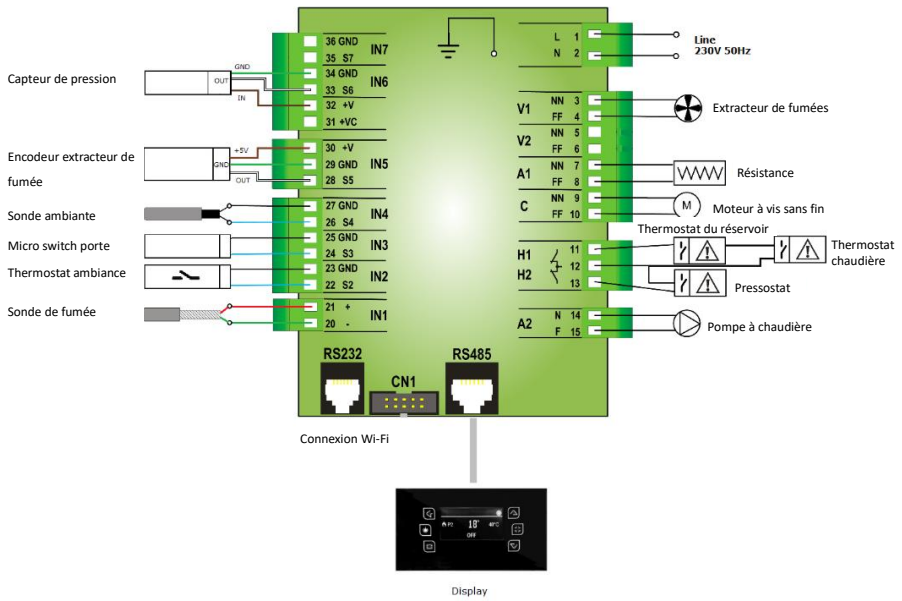 Capteur de pression
GND
OUT
IN
Encodeur extracteur de
fumée
+5V
GND
OUT
Sonde ambiante
Micro switch porte
Thermostat ambiance
Sonde de fumée
36 GND
35 S7
IN7
34 GND
33 S6
IN6
32 +V
31 +VC
30 +V
29 GND
IN5
28 S5
27 GND
IN4
26 S4
25 GND
IN3
24 S3
23 GND
IN2
22 S2
21 +
IN1
20 -
L 1
N 2
Line
230V 50Hz
V1
NN 3
FF 4
Extracteur de fumées
V2
NN 5
FF 6
A1
NN 7
FF 8
Résistance
C
NN 9
FF 10
M
Moteur à vis sans fin
Thermostat du réservoir
H1
11
12
H2
13
Thermostat
chaudière
Pressostat
A2
N 14
F 15
Pompe à chaudière
RS232
CN1
RS485
Connexion Wi-Fi
P2
18°
40°C
OFF
Display